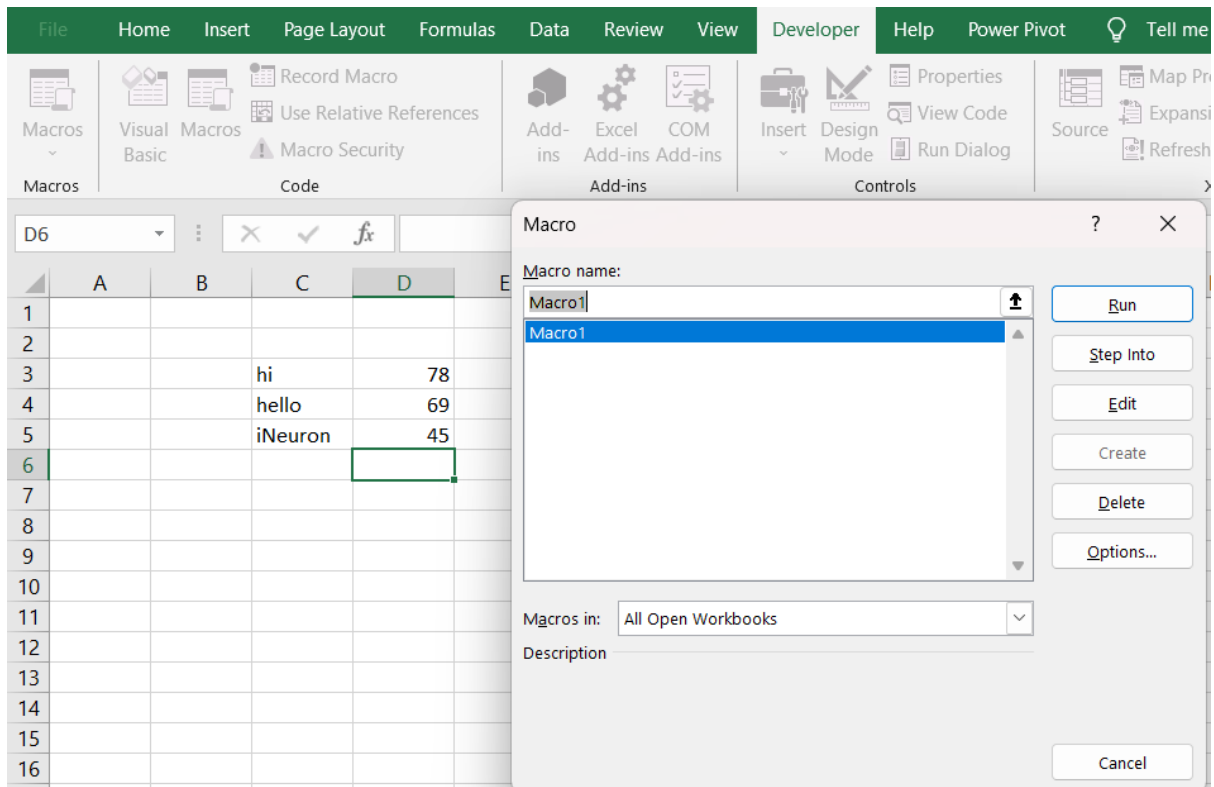 File Home Insert Page Layout Formulas Data Review View Developer Help Power Pivot Tell me
Record Macro
Use Relative References
Macro Security
Macros
Visual Basic
Macros
Macros
Code
Add-ins
Excel Add-ins
COM Add-ins
Add-ins
Insert
Design Mode
Properties
View Code
Run Dialog
Controls
Source
Map Pr
Expansi
Refresh
D6
fx
A B C D E
1
2
3 hi 78
4 hello 69
5 iNeuron 45
6
7
8
9
10
11
12
13
14
15
16
Macro ? X
Macro name:
Macro1
Macro1
Run
Step Into
Edit
Create
Delete
Options...
Macros in: All Open Workbooks
Description
Cancel